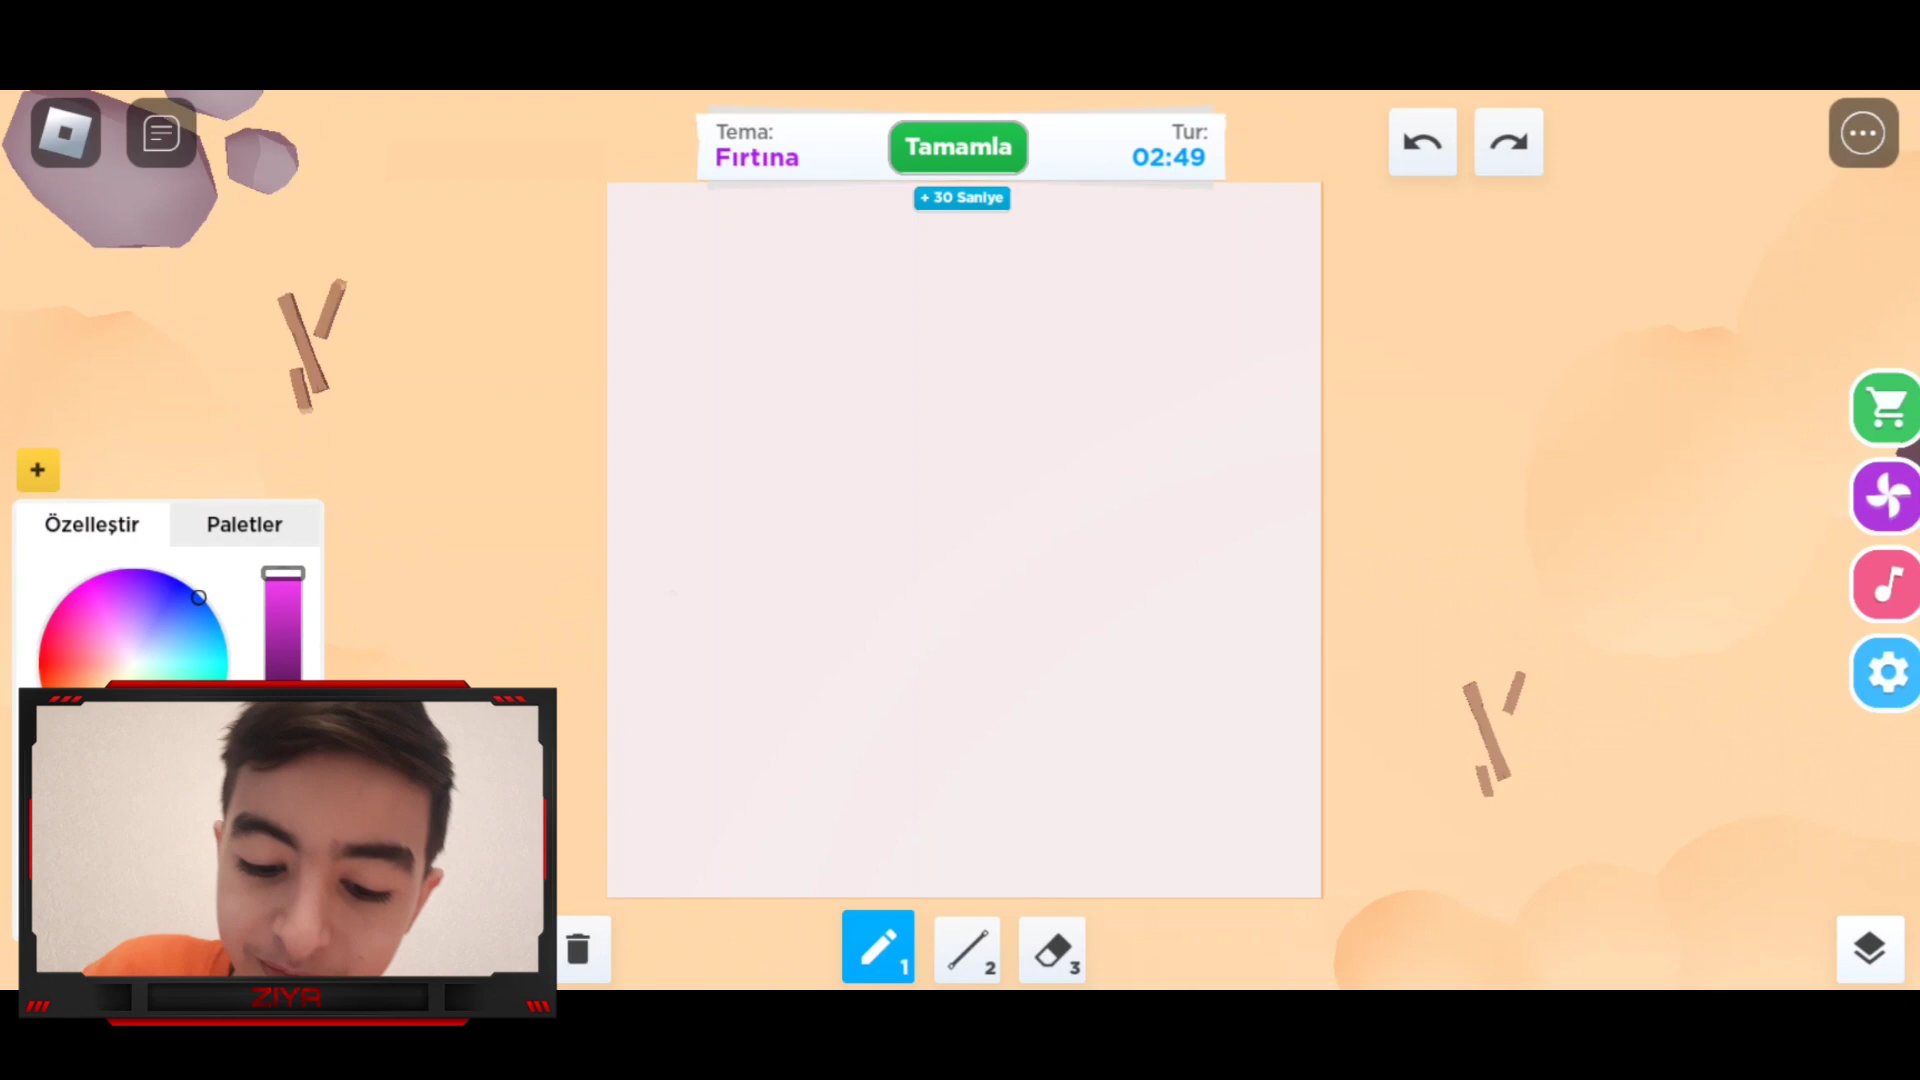 Tema:
Fırtına
Tamamla
Tur:
02:49
+ 30 Saniye
+
Özelleştir
Paletler
1
2
3
ZIYA